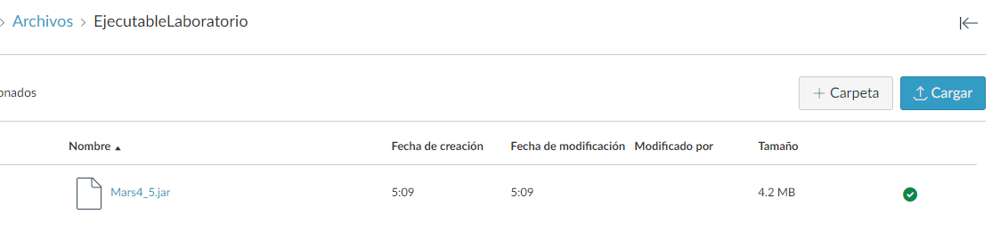 Archivos > EjecutableLaboratorio
+ Carpeta
Cargar
Nombre Fecha de creación Fecha de modificación Modificado por Tamaño
Mars4_5.jar 5:09 5:09 4.2 MB